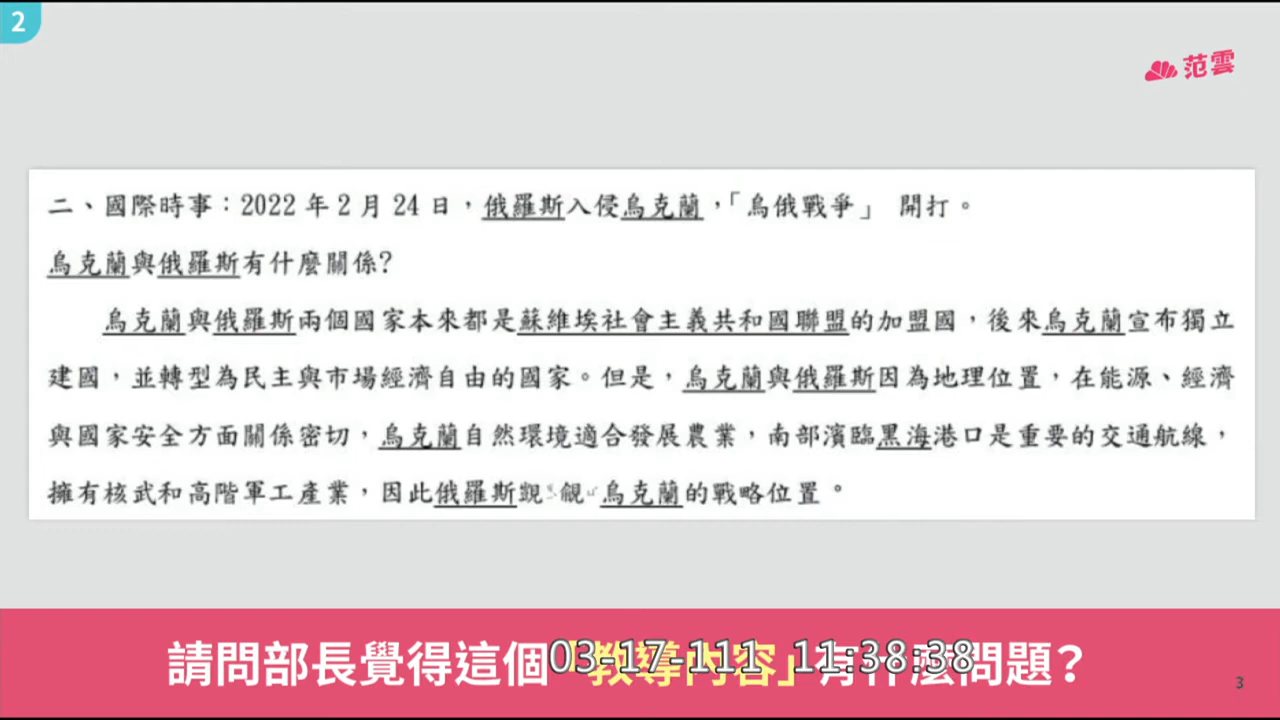 2
范雲
二、國際時事：2022 年 2 月 24 日，俄羅斯入侵烏克蘭，「烏俄戰爭」 開打。
烏克蘭與俄羅斯有什麼關係?
烏克蘭與俄羅斯兩個國家本來都是蘇維埃社會主義共和國聯盟的加盟國，後來烏克蘭宣布獨立
建國，並轉型為民主與市場經濟自由的國家。但是，烏克蘭與俄羅斯因為地理位置，在能源、經濟
與國家安全方面關係密切，烏克蘭自然環境適合發展農業，南部濱臨黑海港口是重要的交通航線，
擁有核武和高階軍工產業，因此俄羅斯覬覦烏克蘭的戰略位置。
請問部長覺得這個「教導內容」有什麼問題？
03-17-111 11:38:38
3